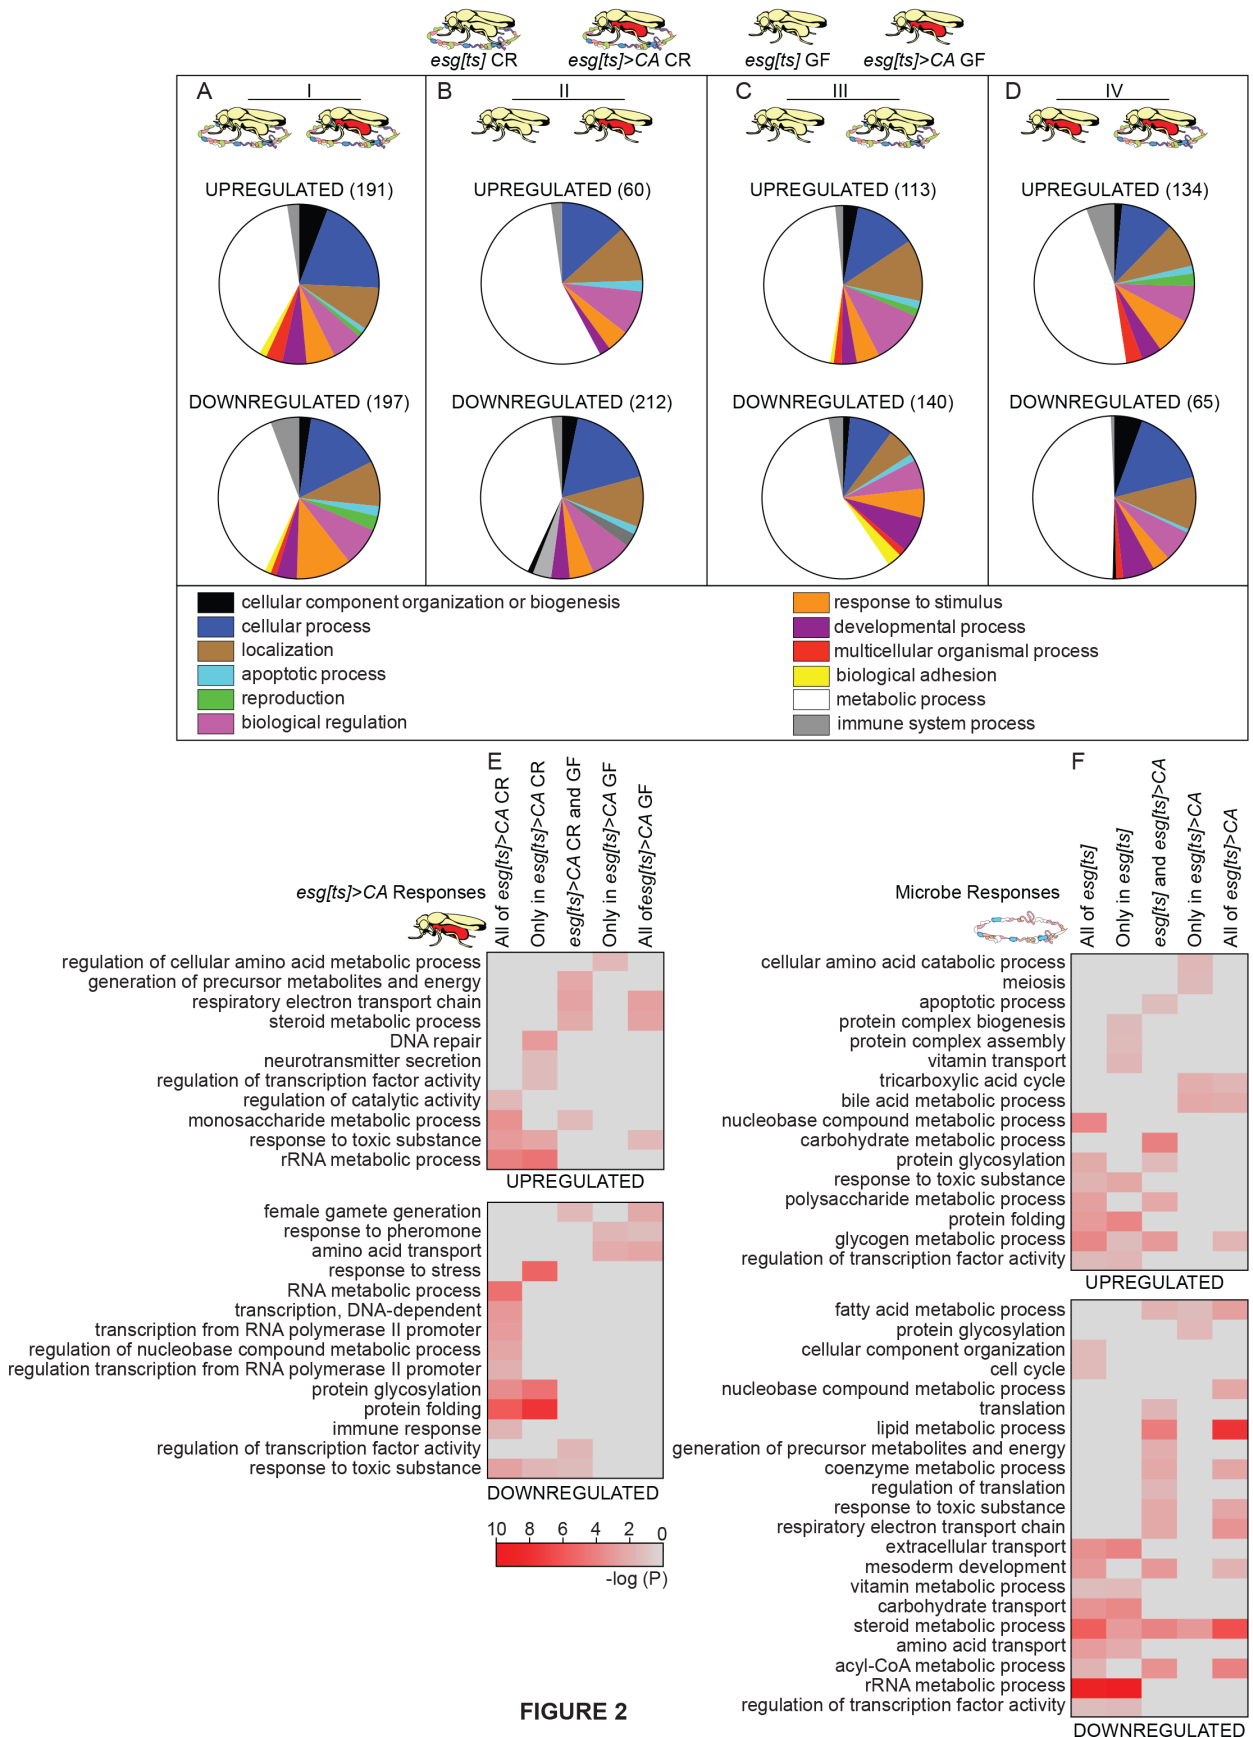 esg[ts] CR
esg[ts]>CA CR
esg[ts] GF
esg[ts]>CA GF
A
I
B
II
C
III
D
IV
UPREGULATED (191)
UPREGULATED (60)
UPREGULATED (113)
UPREGULATED (134)
DOWNREGULATED (197)
DOWNREGULATED (212)
DOWNREGULATED (140)
DOWNREGULATED (65)
cellular component organization or biogenesis
cellular process
localization
apoptotic process
reproduction
biological regulation
response to stimulus
developmental process
multicellular organismal process
biological adhesion
metabolic process
immune system process
E
All of esg[ts]>CA CR
Only in esg[ts]>CA CR
esg[ts]>CA CR and GF
Only in esg[ts]>CA GF
All ofesg[ts]>CA GF
esg[ts]>CA Responses
regulation of cellular amino acid metabolic process
generation of precursor metabolites and energy
respiratory electron transport chain
steroid metabolic process
DNA repair
neurotransmitter secretion
regulation of transcription factor activity
regulation of catalytic activity
monosaccharide metabolic process
response to toxic substance
rRNA metabolic process
UPREGULATED
female gamete generation
response to pheromone
amino acid transport
response to stress
RNA metabolic process
transcription, DNA-dependent
transcription from RNA polymerase II promoter
regulation of nucleobase compound metabolic process
regulation transcription from RNA polymerase II promoter
protein glycosylation
protein folding
immune response
regulation of transcription factor activity
response to toxic substance
DOWNREGULATED
10 8 6 4 2 0
-log (P)
F
All of esg[ts]
Only in esg[ts]
esg[ts] and esg[ts]>CA
Only in esg[ts]>CA
All of esg[ts]>CA
Microbe Responses
cellular amino acid catabolic process
meiosis
apoptotic process
protein complex biogenesis
protein complex assembly
vitamin transport
tricarboxylic acid cycle
bile acid metabolic process
nucleobase compound metabolic process
carbohydrate metabolic process
protein glycosylation
response to toxic substance
polysaccharide metabolic process
protein folding
glycogen metabolic process
regulation of transcription factor activity
UPREGULATED
fatty acid metabolic process
protein glycosylation
cellular component organization
cell cycle
nucleobase compound metabolic process
translation
lipid metabolic process
generation of precursor metabolites and energy
coenzyme metabolic process
regulation of translation
response to toxic substance
respiratory electron transport chain
extracellular transport
mesoderm development
vitamin metabolic process
carbohydrate transport
steroid metabolic process
amino acid transport
acyl-CoA metabolic process
rRNA metabolic process
regulation of transcription factor activity
DOWNREGULATED
FIGURE 2